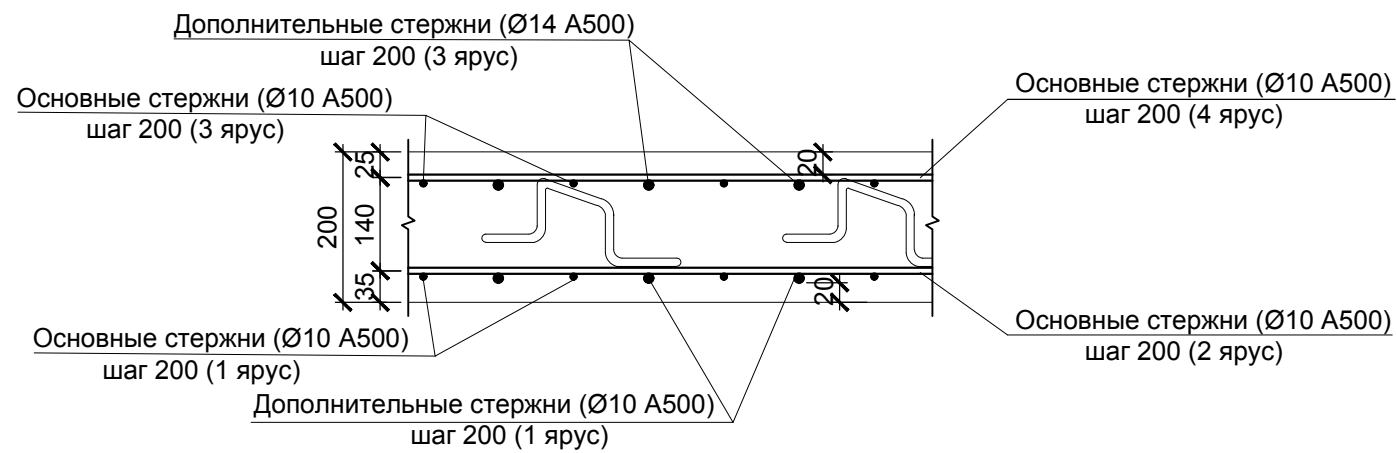 Дополнительные стержни (Ø14 А500)
шаг 200 (3 ярус)
Основные стержни (Ø10 А500)
шаг 200 (3 ярус)
Основные стержни (Ø10 А500)
шаг 200 (4 ярус)
25
20
200
140
35
20
Основные стержни (Ø10 А500)
шаг 200 (1 ярус)
Основные стержни (Ø10 А500)
шаг 200 (2 ярус)
Дополнительные стержни (Ø10 А500)
шаг 200 (1 ярус)